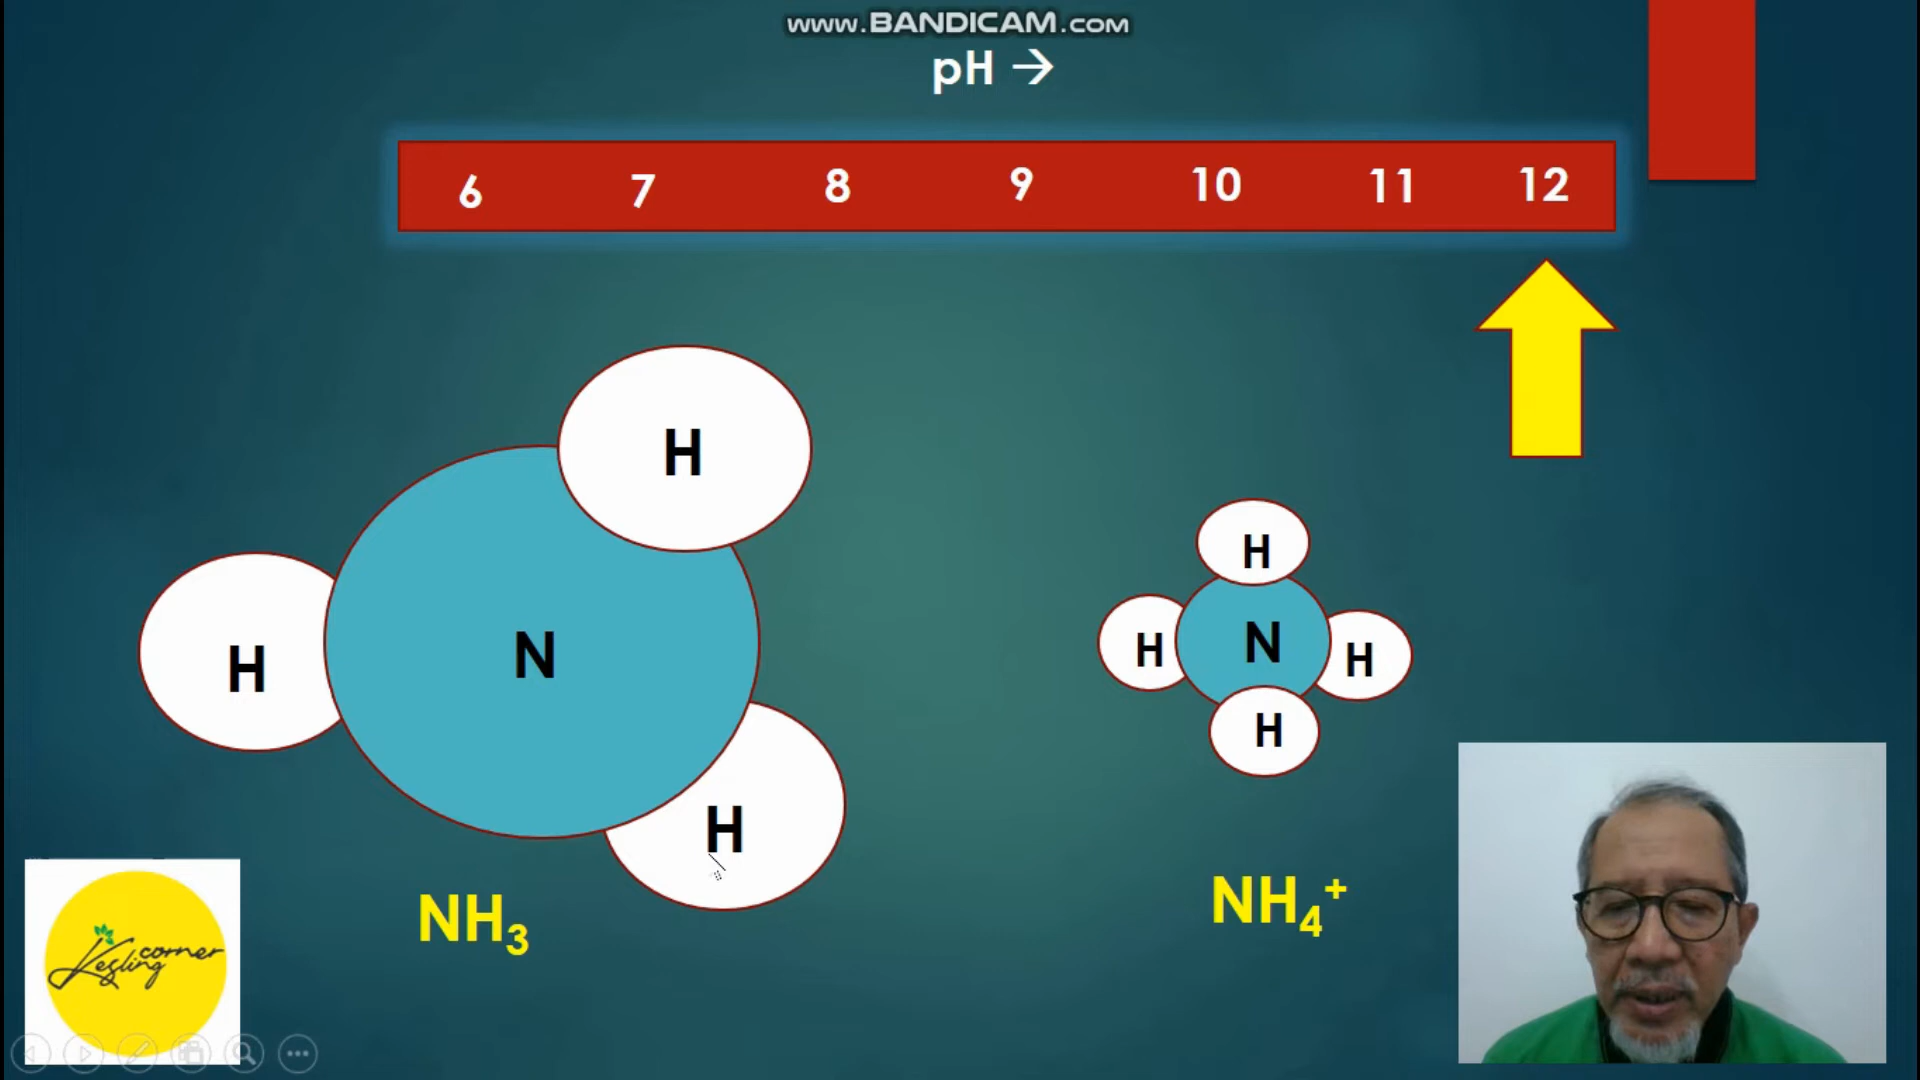 www.BANDICAM.com
pH →
6 7 8 9 10 11 12
H
H
N
H
H
H
N
H
H
NH₃
NH₄⁺
Kesling
corner